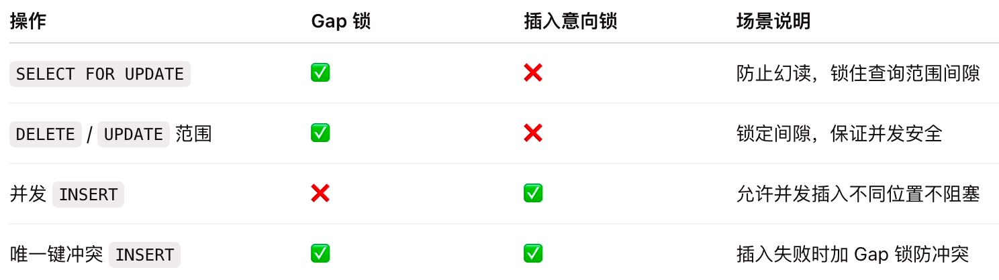 操作 Gap 锁 插入意向锁 场景说明
SELECT FOR UPDATE ✅ ❌ 防止幻读，锁住查询范围间隙
DELETE / UPDATE 范围 ✅ ❌ 锁定间隙，保证并发安全
并发 INSERT ❌ ✅ 允许并发插入不同位置不阻塞
唯一键冲突 INSERT ✅ ✅ 插入失败时加 Gap 锁防冲突